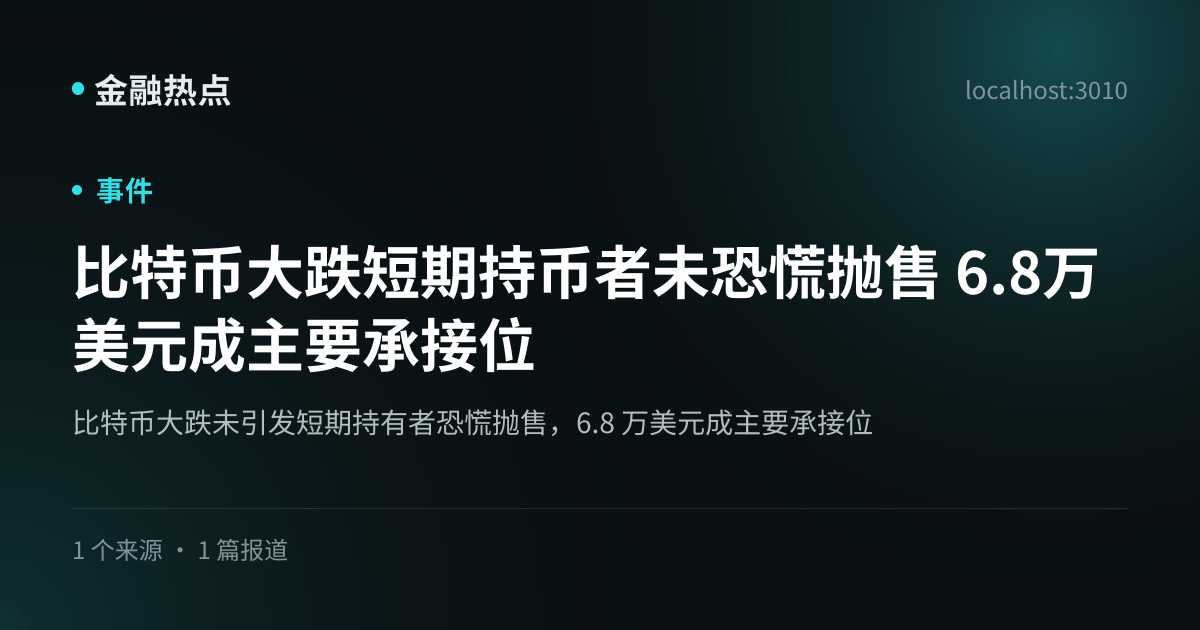 金融热点
localhost:3010
事件
比特币大跌短期持币者未恐慌抛售 6.8万
美元成主要承接位
比特币大跌未引发短期持有者恐慌抛售，6.8 万美元成主要承接位
1 个来源 · 1 篇报道